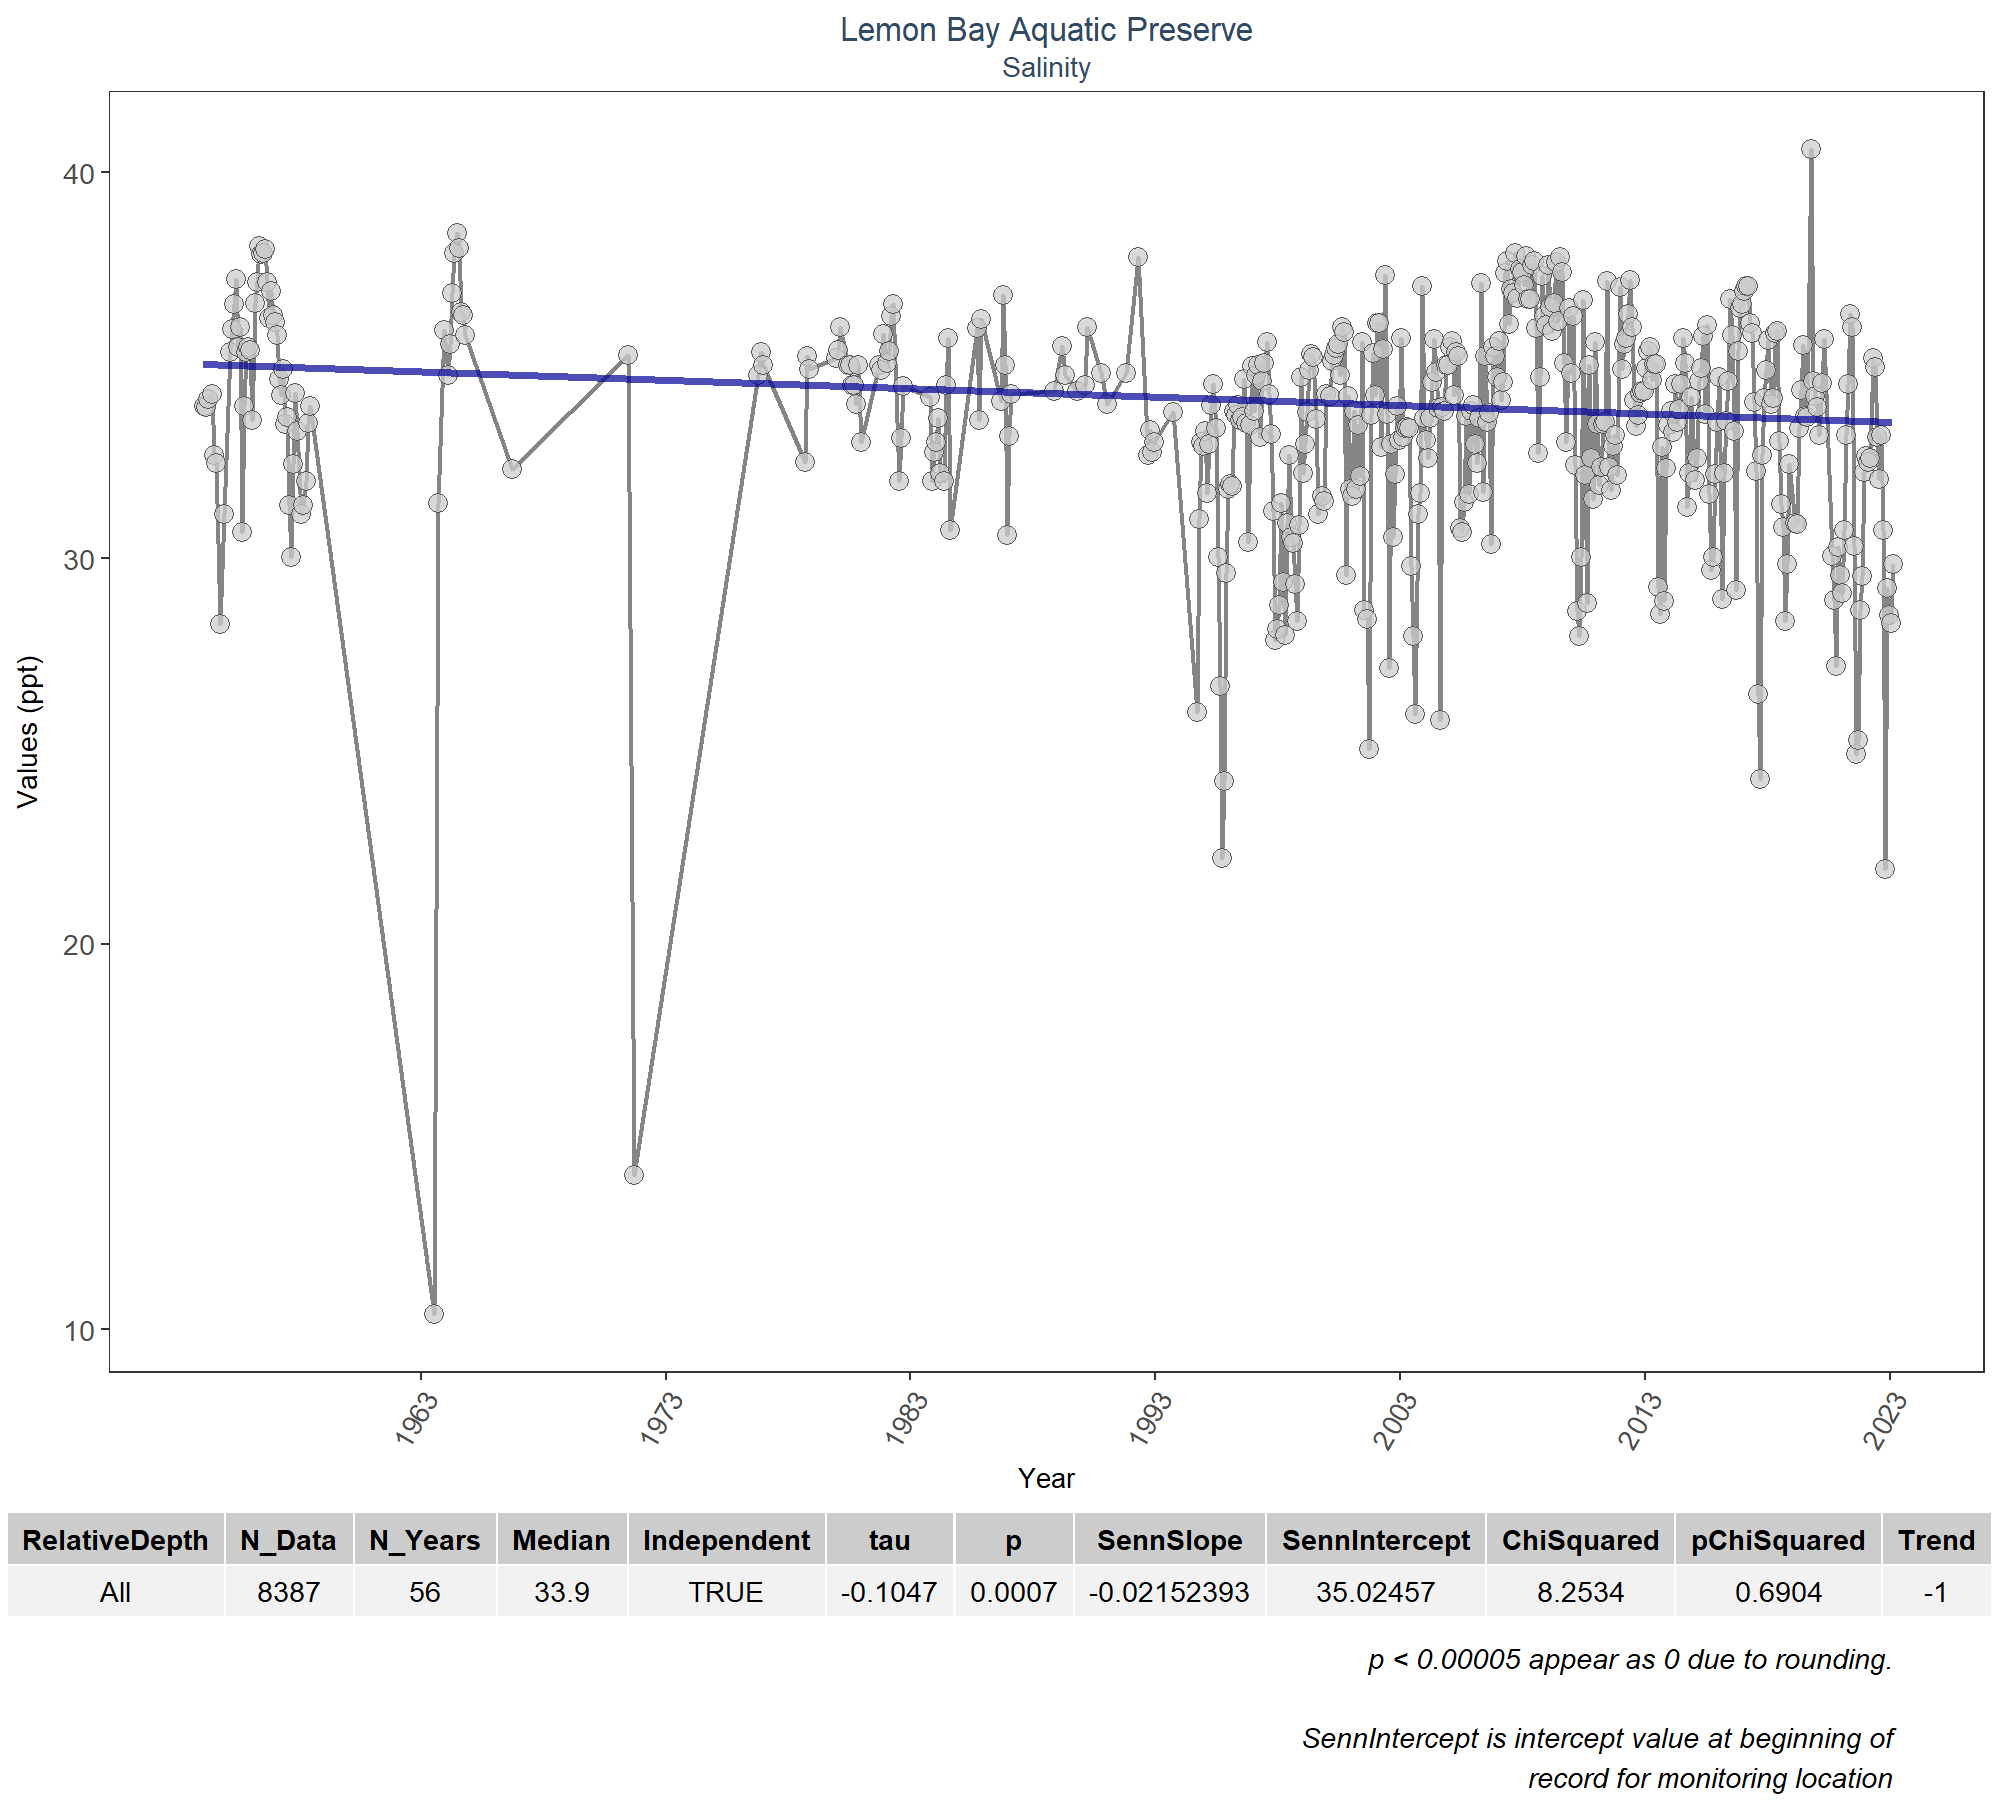 Lemon Bay Aquatic Preserve
Salinity
40
30
20
10
Values (ppt)
1963
1973
1983
1993
2003
2013
2023
Year
RelativeDepth N_Data N_Years Median Independent tau p SennSlope SennIntercept ChiSquared pChiSquared Trend
All 8387 56 33.9 TRUE -0.1047 0.0007 -0.02152393 35.02457 8.2534 0.6904 -1
p < 0.00005 appear as 0 due to rounding.
SennIntercept is intercept value at beginning of
record for monitoring location